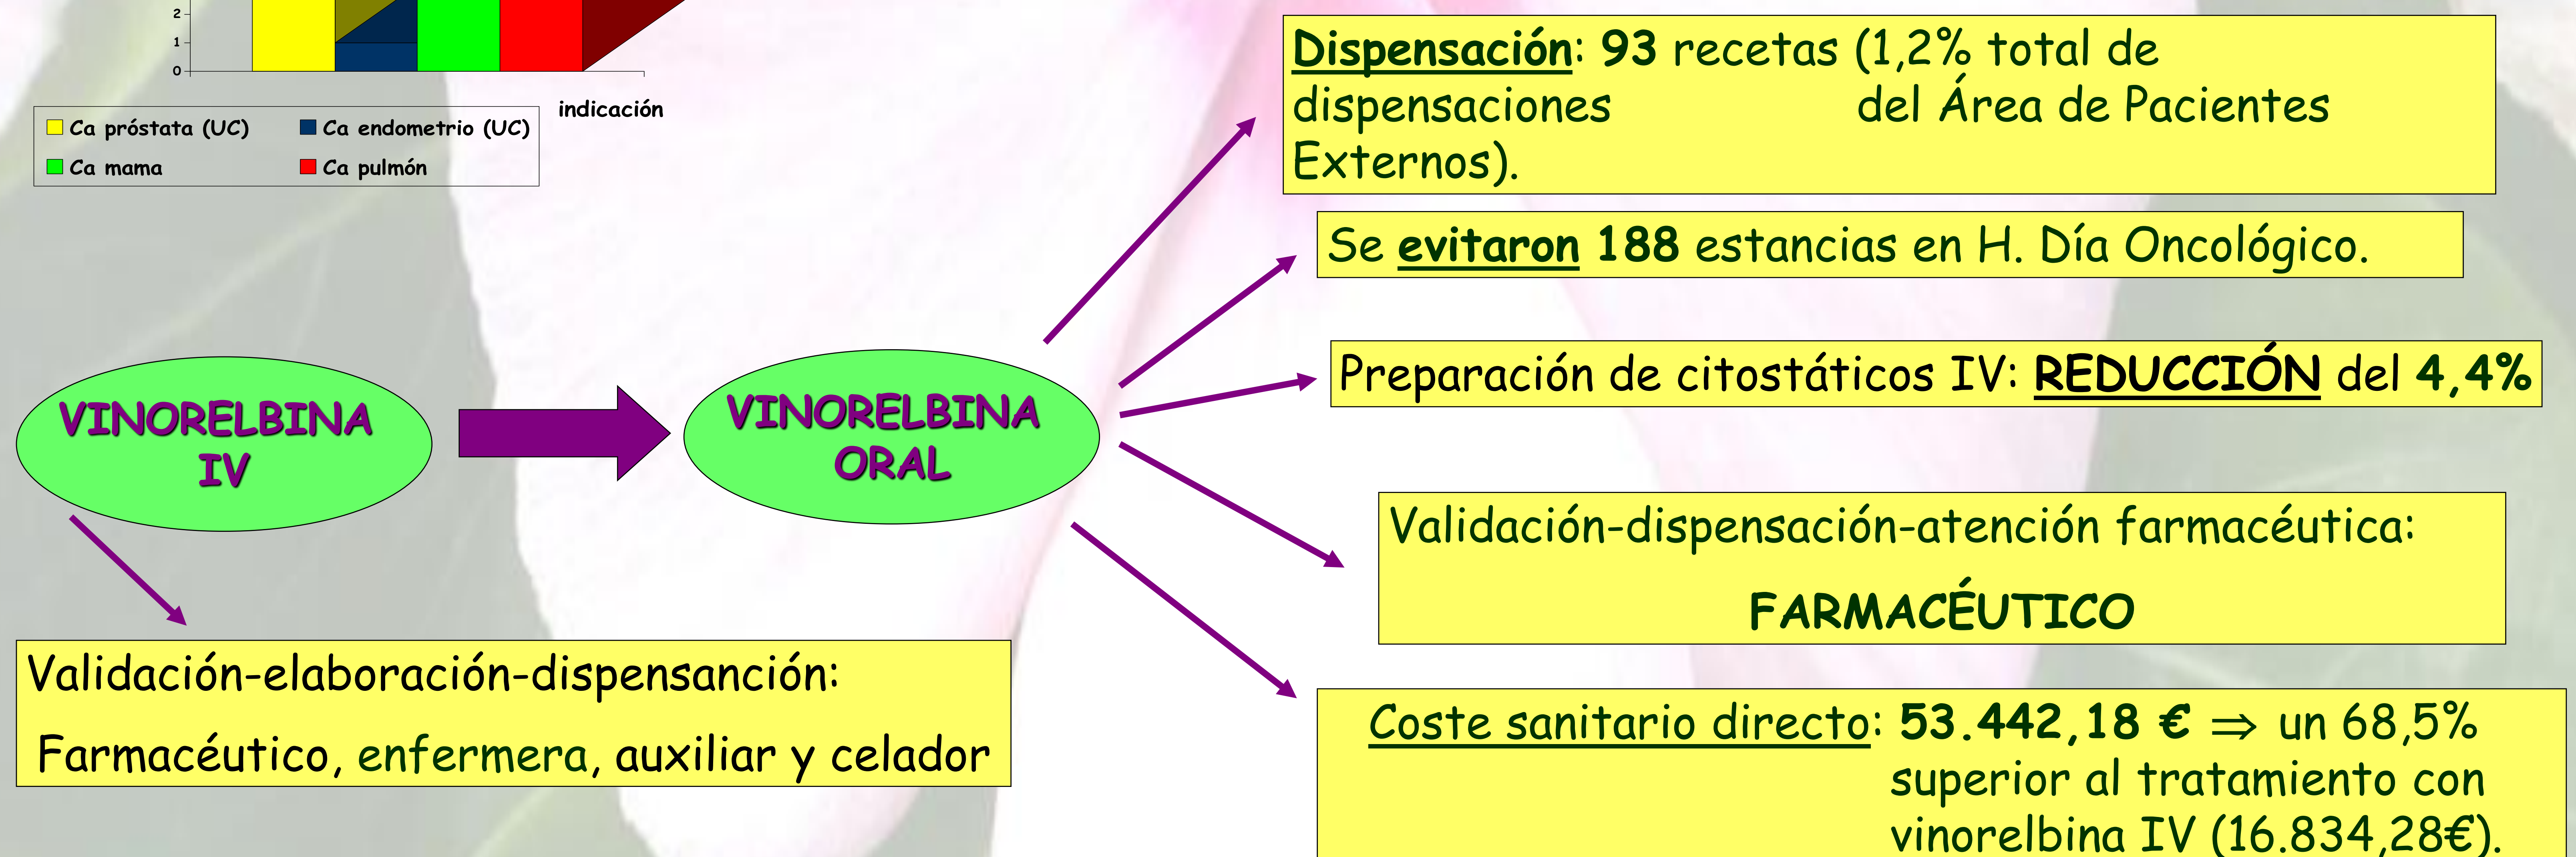 2
1
0
indicación
Ca próstata (UC)
Ca endometrio (UC)
Ca mama
Ca pulmón
Dispensación: 93 recetas (1,2% total de
dispensaciones del Área de Pacientes
Externos).
Se evitaron 188 estancias en H. Día Oncológico.
Preparación de citostáticos IV: REDUCCIÓN del 4,4%
VINORELBINA
IV
VINORELBINA
ORAL
Validación-dispensación-atención farmacéutica:
FARMACÉUTICO
Validación-elaboración-dispensanción:
Farmacéutico, enfermera, auxiliar y celador
Coste sanitario directo: 53.442,18 € ⇒ un 68,5%
superior al tratamiento con
vinorelbina IV (16.834,28€).